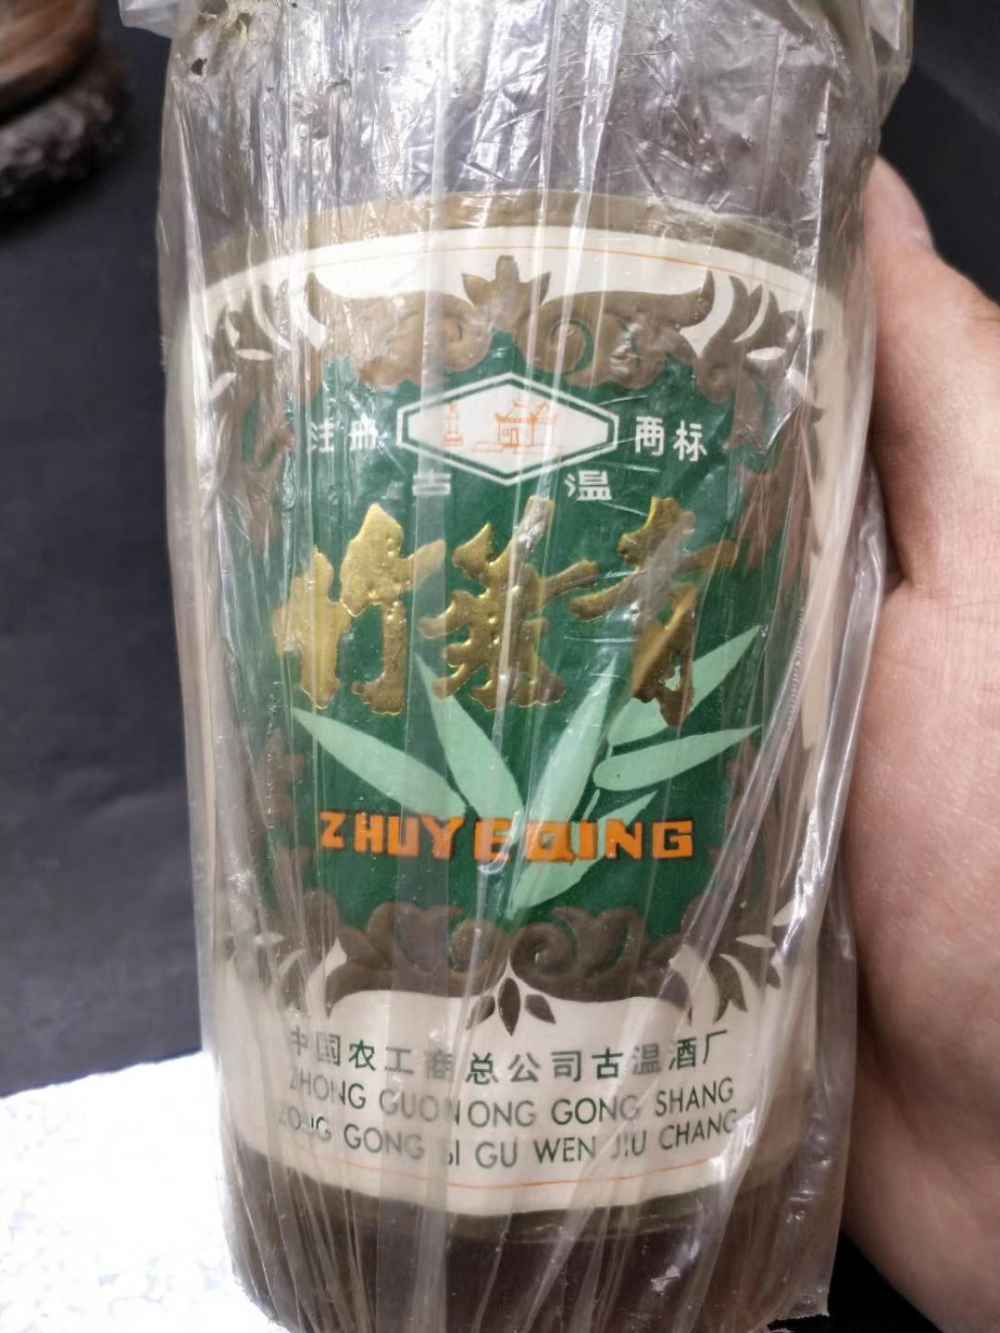 注册 商标
古 温
竹葉青
ZHUYEQING
中国农工商总公司古温酒厂
ZHONG GUO NONG GONG SHANG
ZONG GONG SI GU WEN JIU CHANG